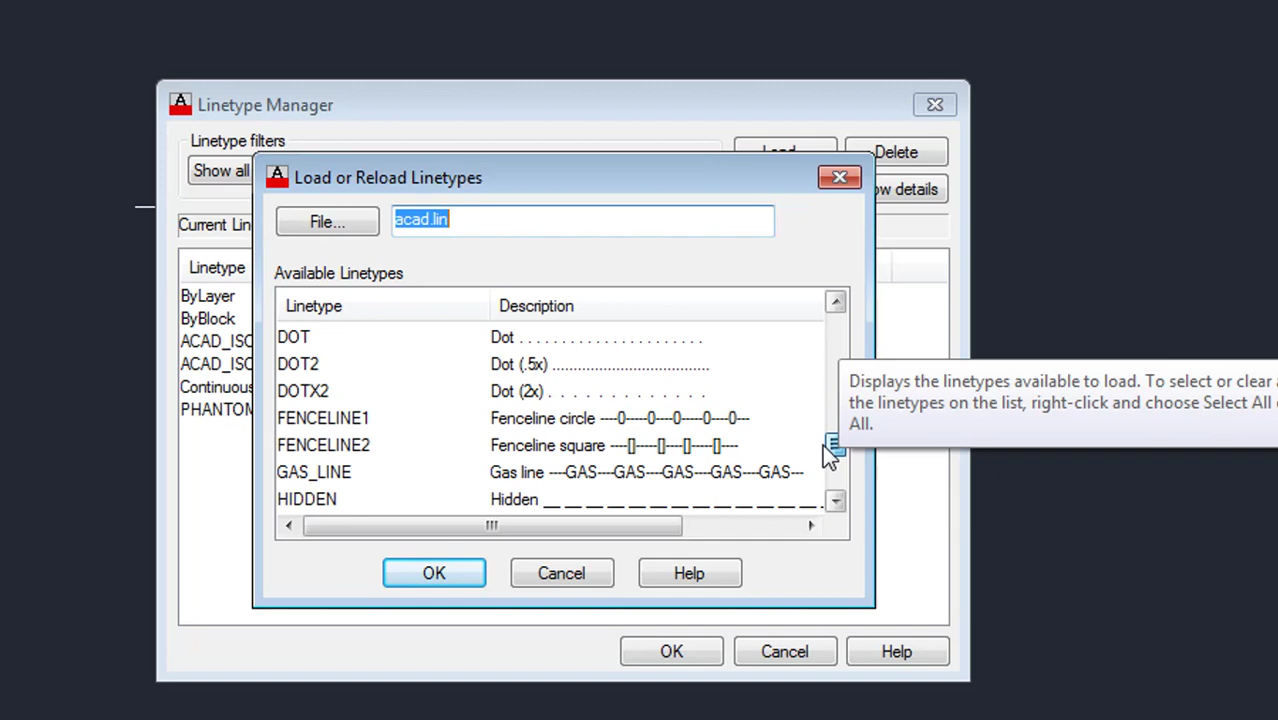 Linetype Manager
Linetype filters
Show all
Load...
Delete
Load or Reload Linetypes
ow details
File...
acad.lin
Current Lin
Available Linetypes
Linetype
Linetype
Description
ByLayer
ByBlock
ACAD_ISO
ACAD_ISO
Continuous
PHANTOM
DOT
Dot . . . . . . . . . . . . . . . . . . . . . .
DOT2
Dot (.5x) .....................................
DOTX2
Dot (2x) . . . . . . . . . . . . . .
FENCELINE1
Fenceline circle ----0-----0----0-----0----0---
FENCELINE2
Fenceline square ----[]-----[]----[]-----[]----
GAS_LINE
Gas line ----GAS----GAS----GAS----GAS----GAS---
HIDDEN
Hidden __ __ __ __ __ __ __ __ __ __ __ __ __ .
Displays the linetypes available to load. To select or clear a
the linetypes on the list, right-click and choose Select All
All.
OK
Cancel
Help
OK
Cancel
Help